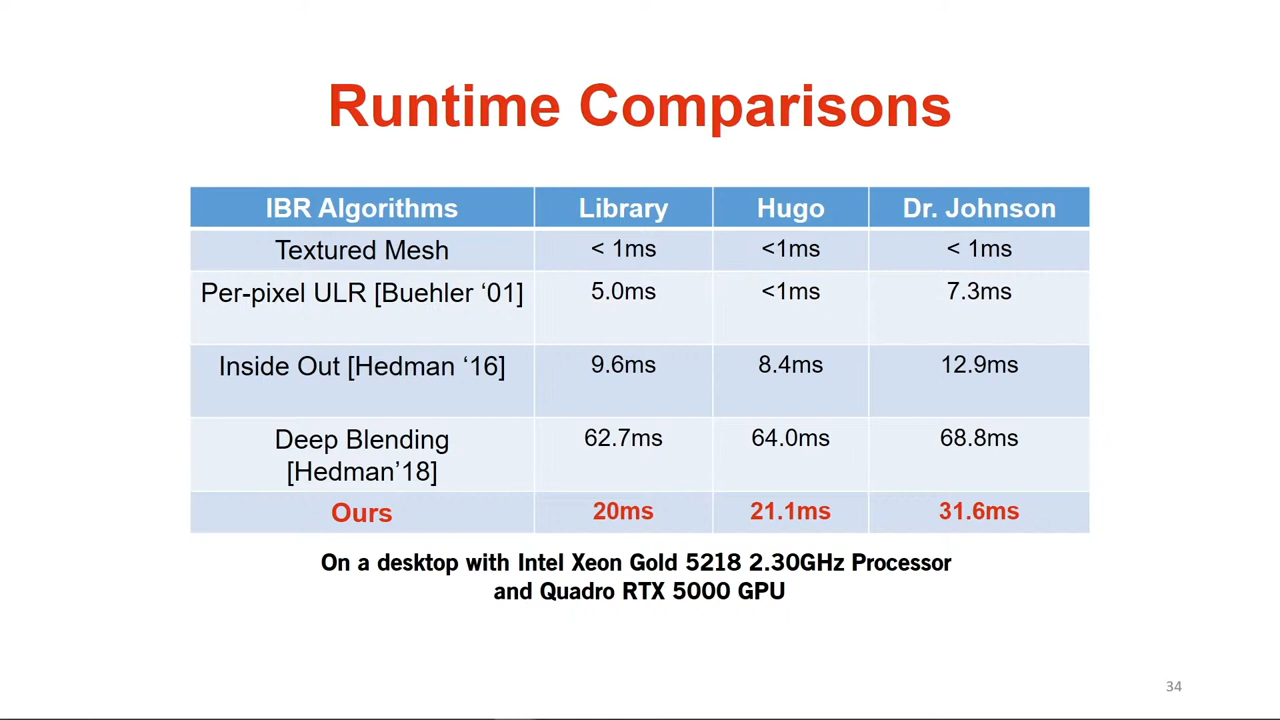 Runtime Comparisons
IBR Algorithms Library Hugo Dr. Johnson
Textured Mesh < 1ms <1ms < 1ms
Per-pixel ULR [Buehler ‘01] 5.0ms <1ms 7.3ms
Inside Out [Hedman ‘16] 9.6ms 8.4ms 12.9ms
Deep Blending 62.7ms 64.0ms 68.8ms
[Hedman’18]
Ours 20ms 21.1ms 31.6ms
On a desktop with Intel Xeon Gold 5218 2.30GHz Processor
and Quadro RTX 5000 GPU
34